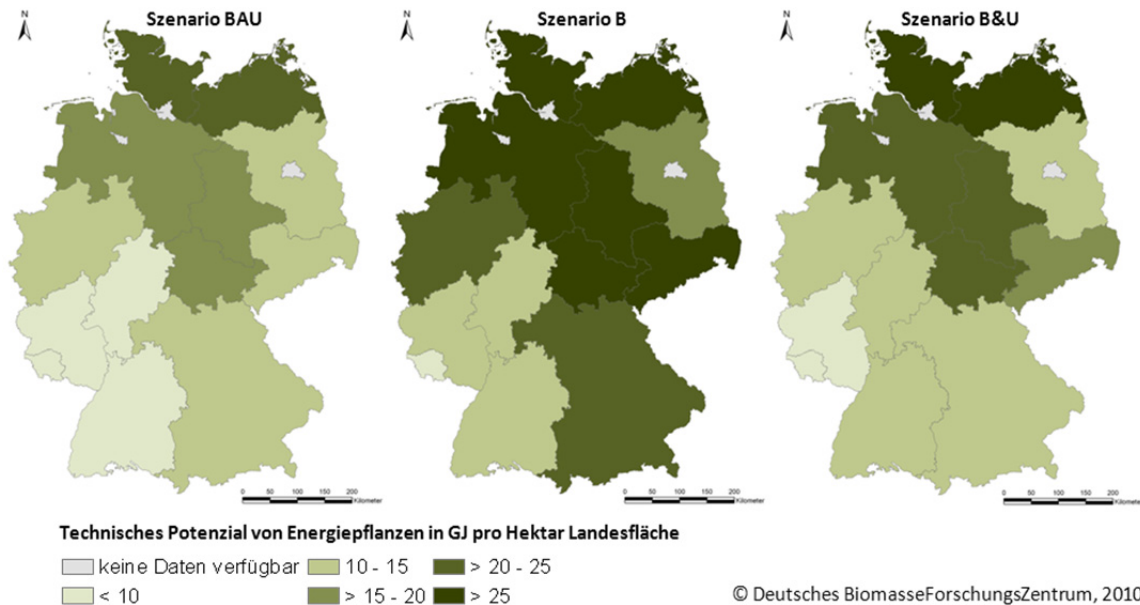 Szenario BAU
Szenario B
Szenario B&U
N
N
N
0 50 100 150 200
Kilometer
0 50 100 150 200
Kilometer
0 50 100 150 200
Kilometer
Technisches Potenzial von Energiepflanzen in GJ pro Hektar Landesfläche
keine Daten verfügbar 10 - 15 > 20 - 25
< 10 > 15 - 20 > 25
© Deutsches BiomasseForschungsZentrum, 2010